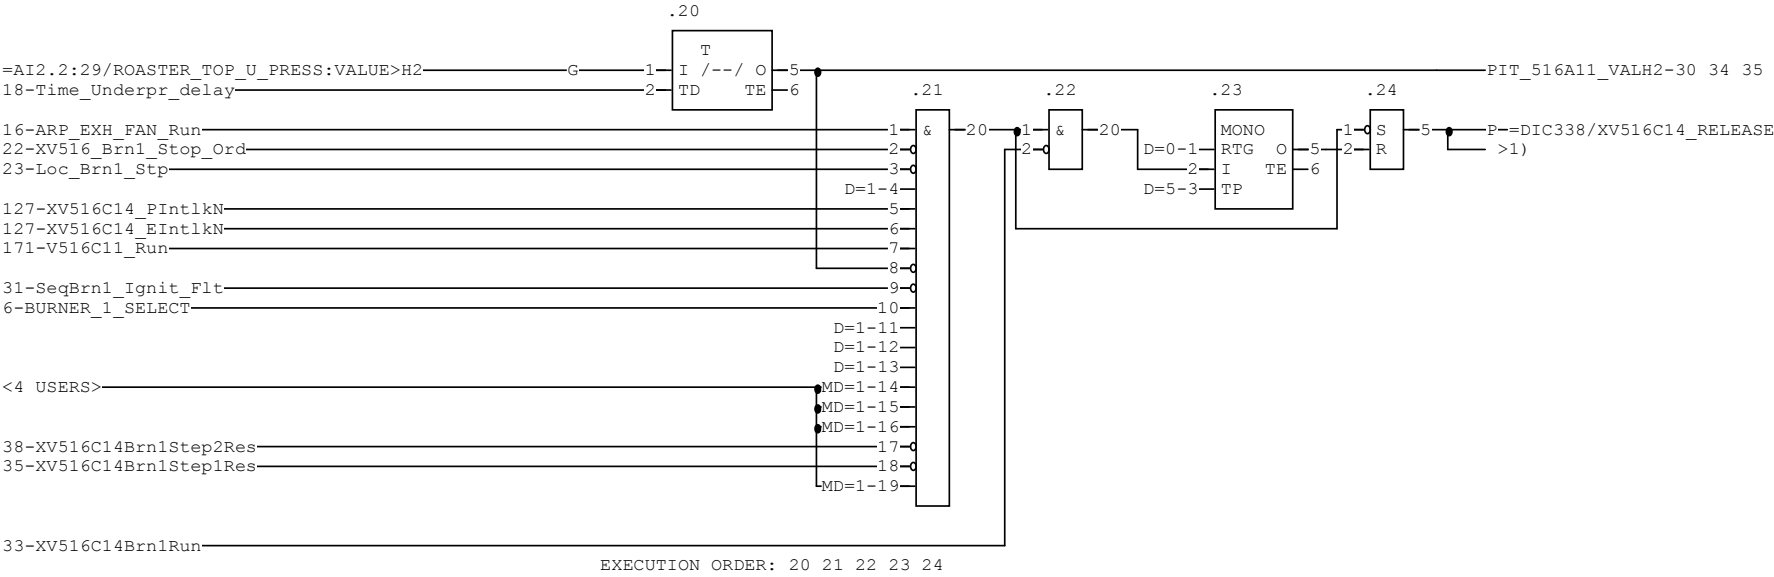 .20
T
=AI2.2:29/ROASTER_TOP_U_PRESS:VALUE>H2 G 1 I /--/ O 5 PIT_516A11_VALH2-30 34 35
18-Time_Underpr_delay 2 TD TE 6 .21 .22 .23 .24
16-ARP_EXH_FAN_Run 1 & 20 1 & 20 MONO 1 S 5 P-=DIC338/XV516C14_RELEASE
22-XV516_Brn1_Stop_Ord 2 2 D=0-1 RTG O 5 2 R >1)
23-Loc_Brn1_Stp 3 2 I TE 6
D=1-4 D=5-3 TP
127-XV516C14_PIntlkN 5
127-XV516C14_EIntlkN 6
171-V516C11_Run 7
8
31-SeqBrn1_Ignit_Flt 9
6-BURNER_1_SELECT 10
D=1-11
D=1-12
D=1-13
<4 USERS> MD=1-14
MD=1-15
MD=1-16
38-XV516C14Brn1Step2Res 17
35-XV516C14Brn1Step1Res 18
MD=1-19
33-XV516C14Brn1Run
EXECUTION ORDER: 20 21 22 23 24